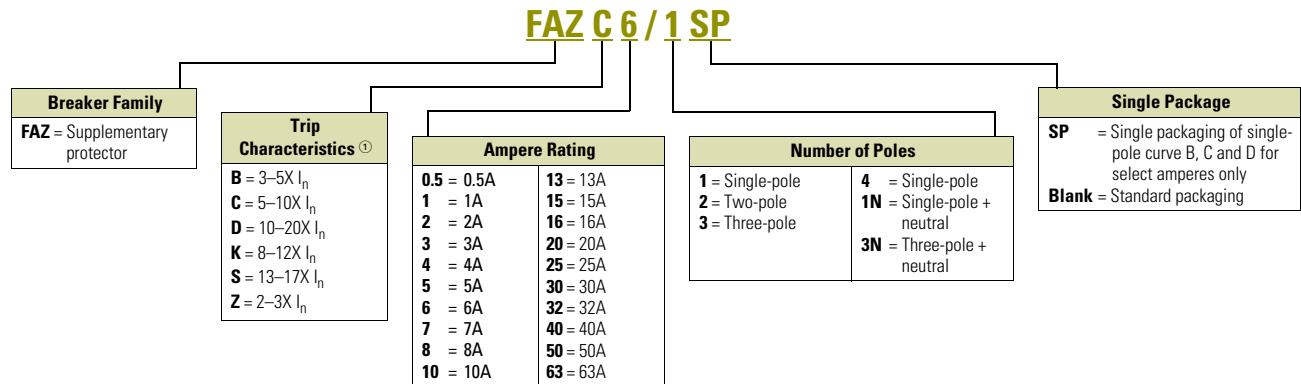 FAZ C 6 / 1 SP
Breaker Family
FAZ = Supplementary
protector
Trip
Characteristics ①
B = 3–5X In
C = 5–10X In
D = 10–20X In
K = 8–12X In
S = 13–17X In
Z = 2–3X In
Ampere Rating
0.5 = 0.5A
1 = 1A
2 = 2A
3 = 3A
4 = 4A
5 = 5A
6 = 6A
7 = 7A
8 = 8A
10 = 10A
13 = 13A
15 = 15A
16 = 16A
20 = 20A
25 = 25A
30 = 30A
32 = 32A
40 = 40A
50 = 50A
63 = 63A
Number of Poles
1 = Single-pole
2 = Two-pole
3 = Three-pole
4 = Single-pole
1N = Single-pole +
neutral
3N = Three-pole +
neutral
Single Package
SP = Single packaging of single-
pole curve B, C and D for
select amperes only
Blank = Standard packaging